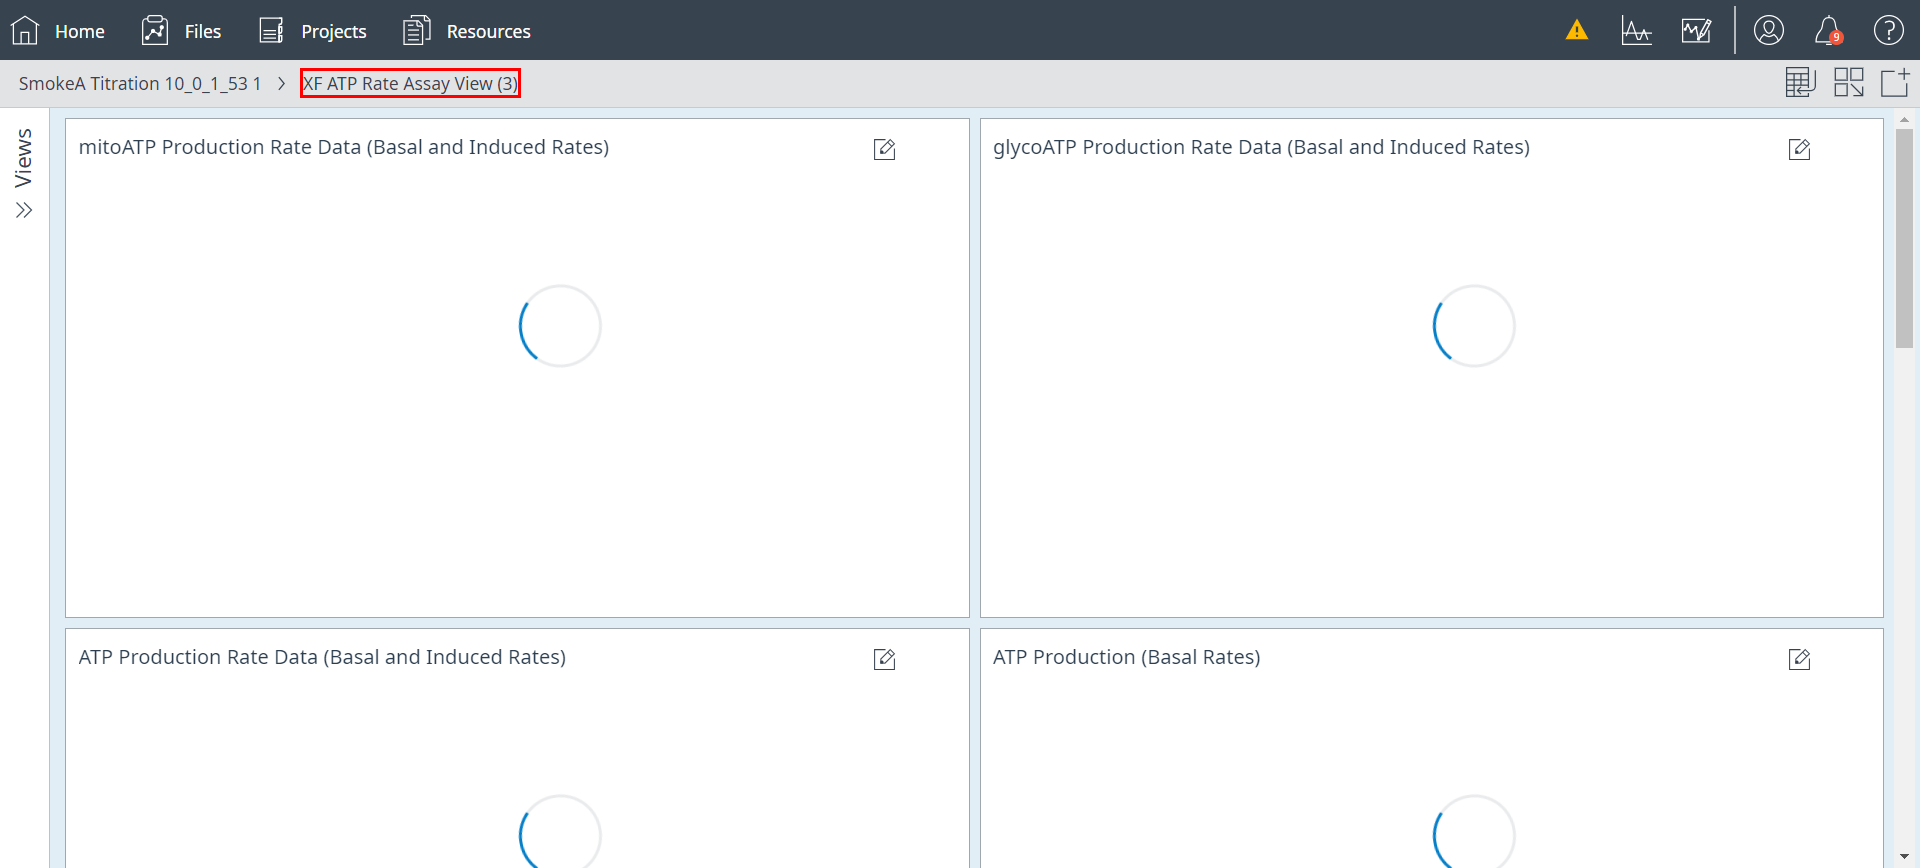 Home Files Projects Resources
9
SmokeA Titration 10_0_1_53 1 > XF ATP Rate Assay View (3)
Views
mitoATP Production Rate Data (Basal and Induced Rates)
glycoATP Production Rate Data (Basal and Induced Rates)
ATP Production Rate Data (Basal and Induced Rates)
ATP Production (Basal Rates)